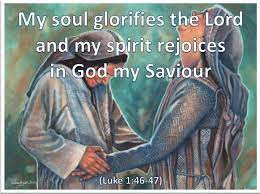 My soul glorifies the Lord
and my spirit rejoices
in God my Saviour
(Luke 1:46-47)